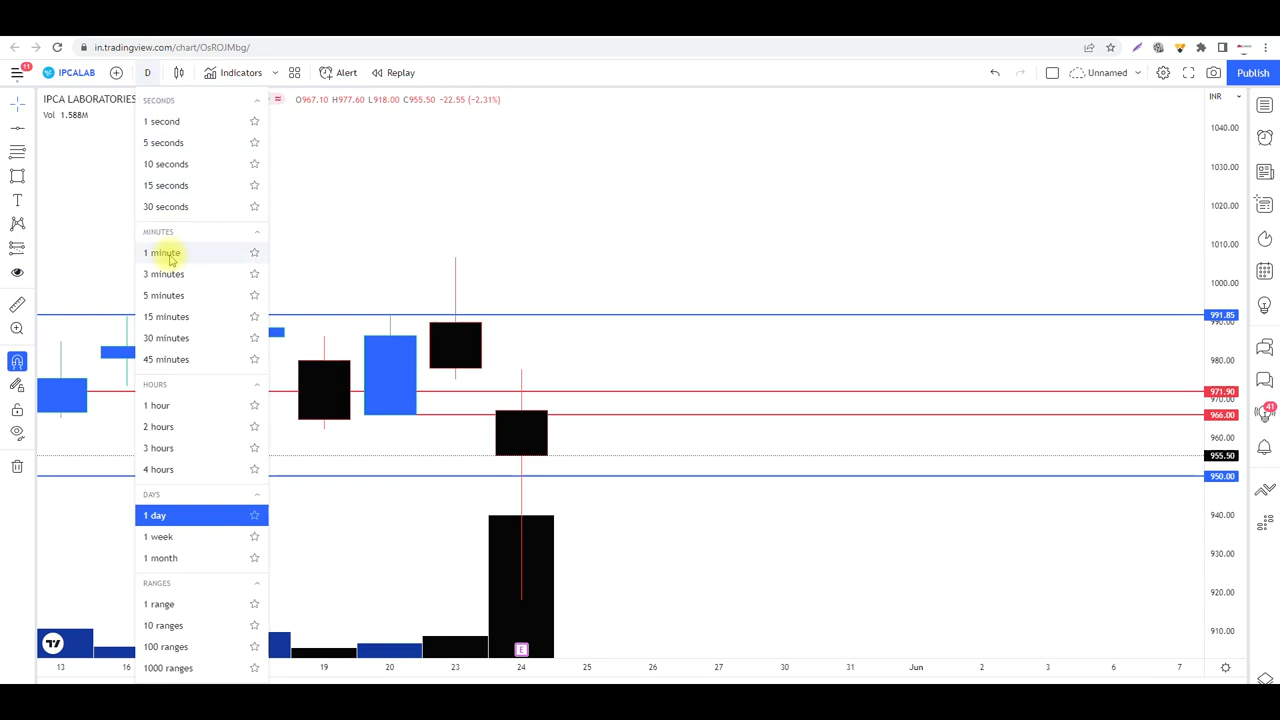 in.tradingview.com/chart/OsROJMbg/
11
IPCALAB
D
Indicators
Alert
Replay
Unnamed
Publish
IPCA LABORATORIES
O967.10 H977.60 L918.00 C955.50 −22.55 (−2.31%)
INR
Vol 1.588M
SECONDS
1 second
5 seconds
10 seconds
15 seconds
30 seconds
MINUTES
1 minute
3 minutes
5 minutes
15 minutes
30 minutes
45 minutes
HOURS
1 hour
2 hours
3 hours
4 hours
DAYS
1 day
1 week
1 month
RANGES
1 range
10 ranges
100 ranges
1000 ranges
1040.00
1030.00
1020.00
1010.00
1000.00
991.85
990.00
980.00
971.90
970.00
966.00
960.00
955.50
950.00
940.00
930.00
920.00
910.00
41
E
13 16 19 20 23 24 25 26 27 30 31 Jun 2 3 6 7